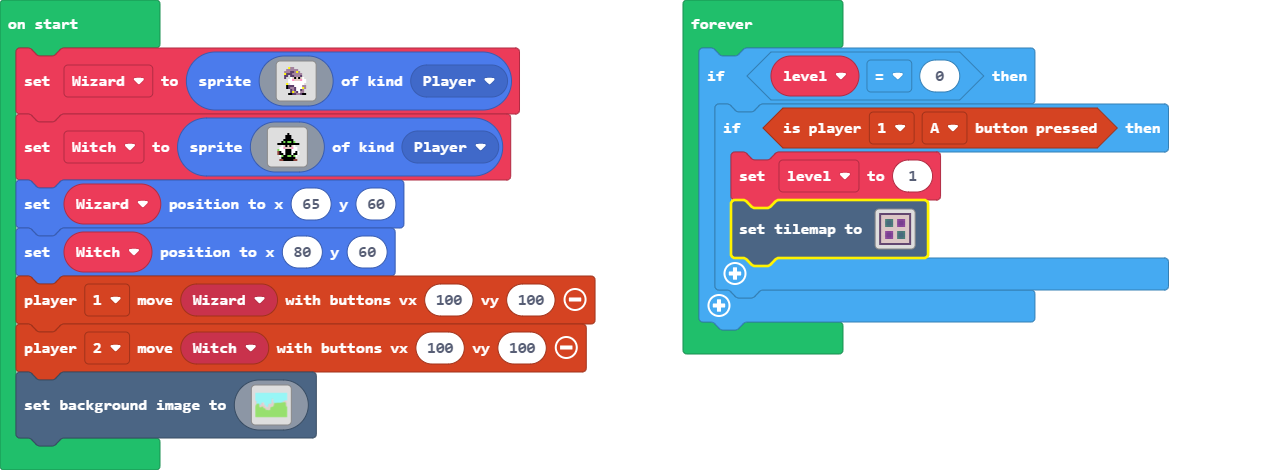 on start
set Wizard to sprite of kind Player
set Witch to sprite of kind Player
set Wizard position to x 65 y 60
set Witch position to x 80 y 60
player 1 move Wizard with buttons vx 100 vy 100
player 2 move Witch with buttons vx 100 vy 100
set background image to
forever
if level = 0 then
if is player 1 A button pressed then
set level to 1
set tilemap to